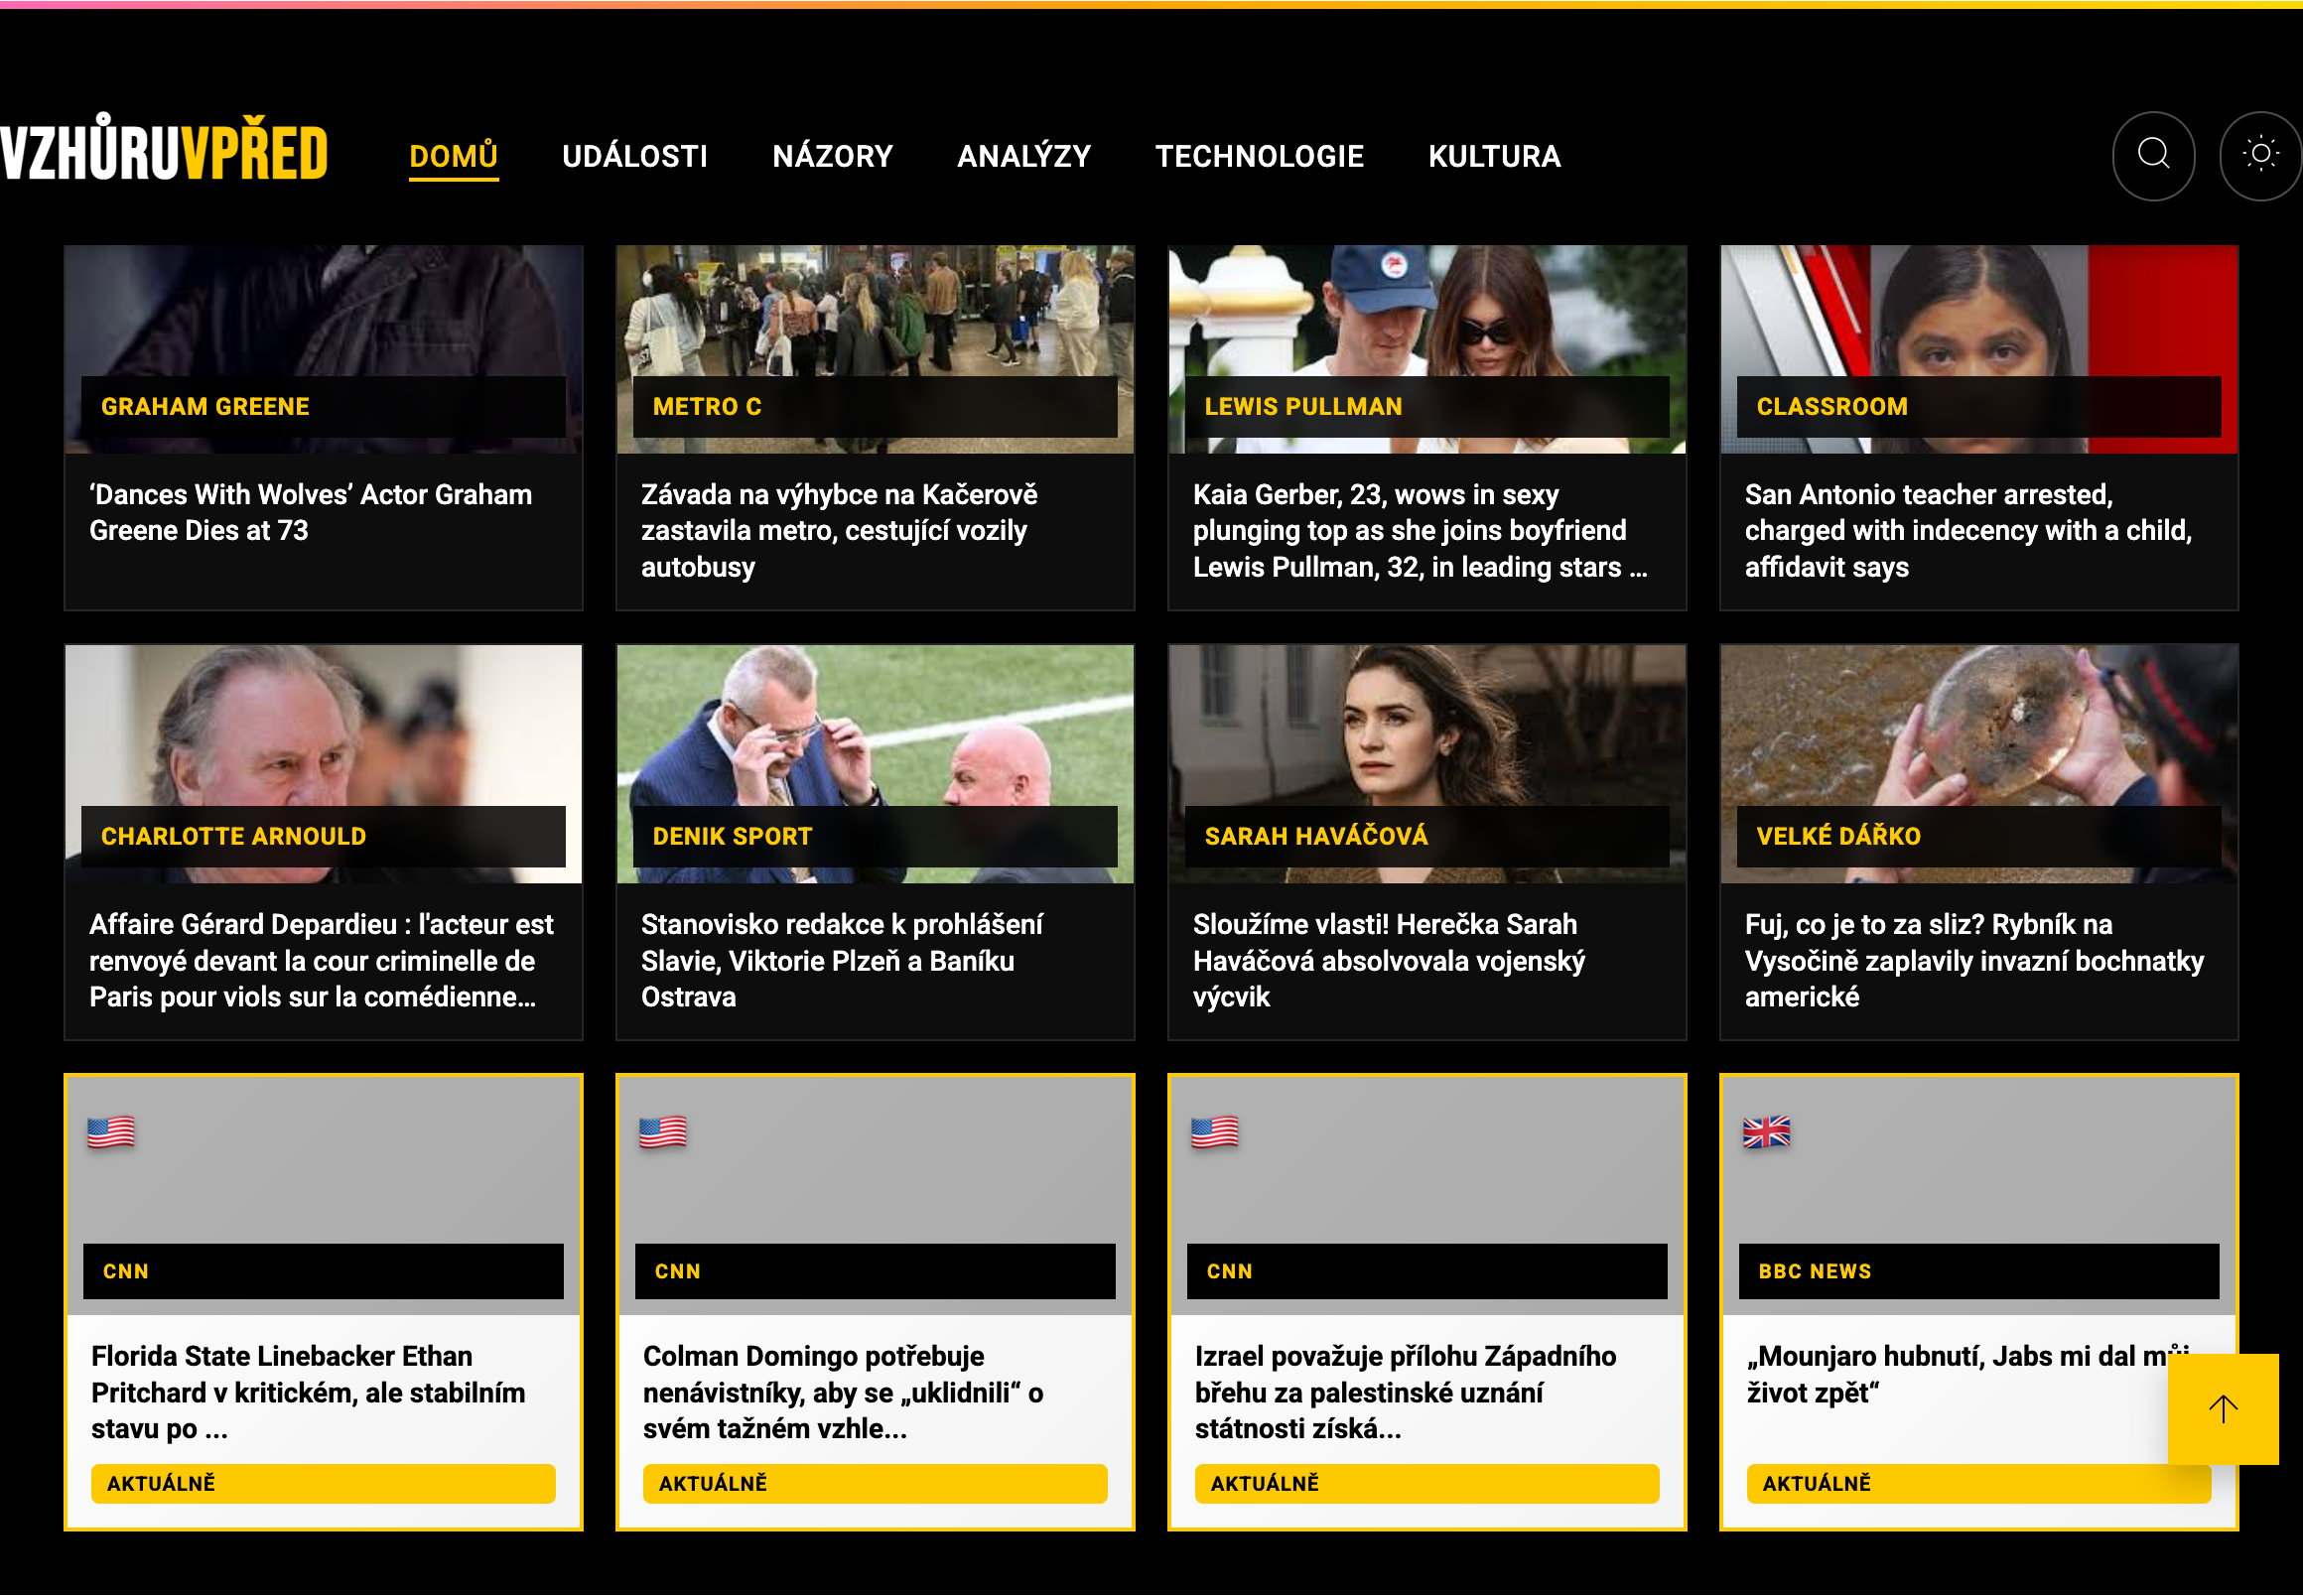 VZHŮRUVPŘED
DOMŮ
UDÁLOSTI
NÁZORY
ANALÝZY
TECHNOLOGIE
KULTURA
GRAHAM GREENE
‘Dances With Wolves’ Actor Graham
Greene Dies at 73
METRO C
Závada na výhybce na Kačerově
zastavila metro, cestující vozily
autobusy
LEWIS PULLMAN
Kaia Gerber, 23, wows in sexy
plunging top as she joins boyfriend
Lewis Pullman, 32, in leading stars ...
CLASSROOM
San Antonio teacher arrested,
charged with indecency with a child,
affidavit says
CHARLOTTE ARNOULD
Affaire Gérard Depardieu : l'acteur est
renvoyé devant la cour criminelle de
Paris pour viols sur la comédienne...
DENIK SPORT
Stanovisko redakce k prohlášení
Slavie, Viktorie Plzeň a Baníku
Ostrava
SARAH HAVÁČOVÁ
Sloužíme vlasti! Herečka Sarah
Haváčová absolvovala vojenský
výcvik
VELKÉ DÁŘKO
Fuj, co je to za sliz? Rybník na
Vysočině zaplavily invazní bochnatky
americké
CNN
Florida State Linebacker Ethan
Pritchard v kritickém, ale stabilním
stavu po ...
AKTUÁLNĚ
CNN
Colman Domingo potřebuje
nenávistníky, aby se „uklidnili“ o
svém tažném vzhle...
AKTUÁLNĚ
CNN
Izrael považuje přílohu Západního
břehu za palestinské uznání
státnosti získá...
AKTUÁLNĚ
BBC NEWS
„Mounjaro hubnutí, Jabs mi dal můj
život zpět“
AKTUÁLNĚ